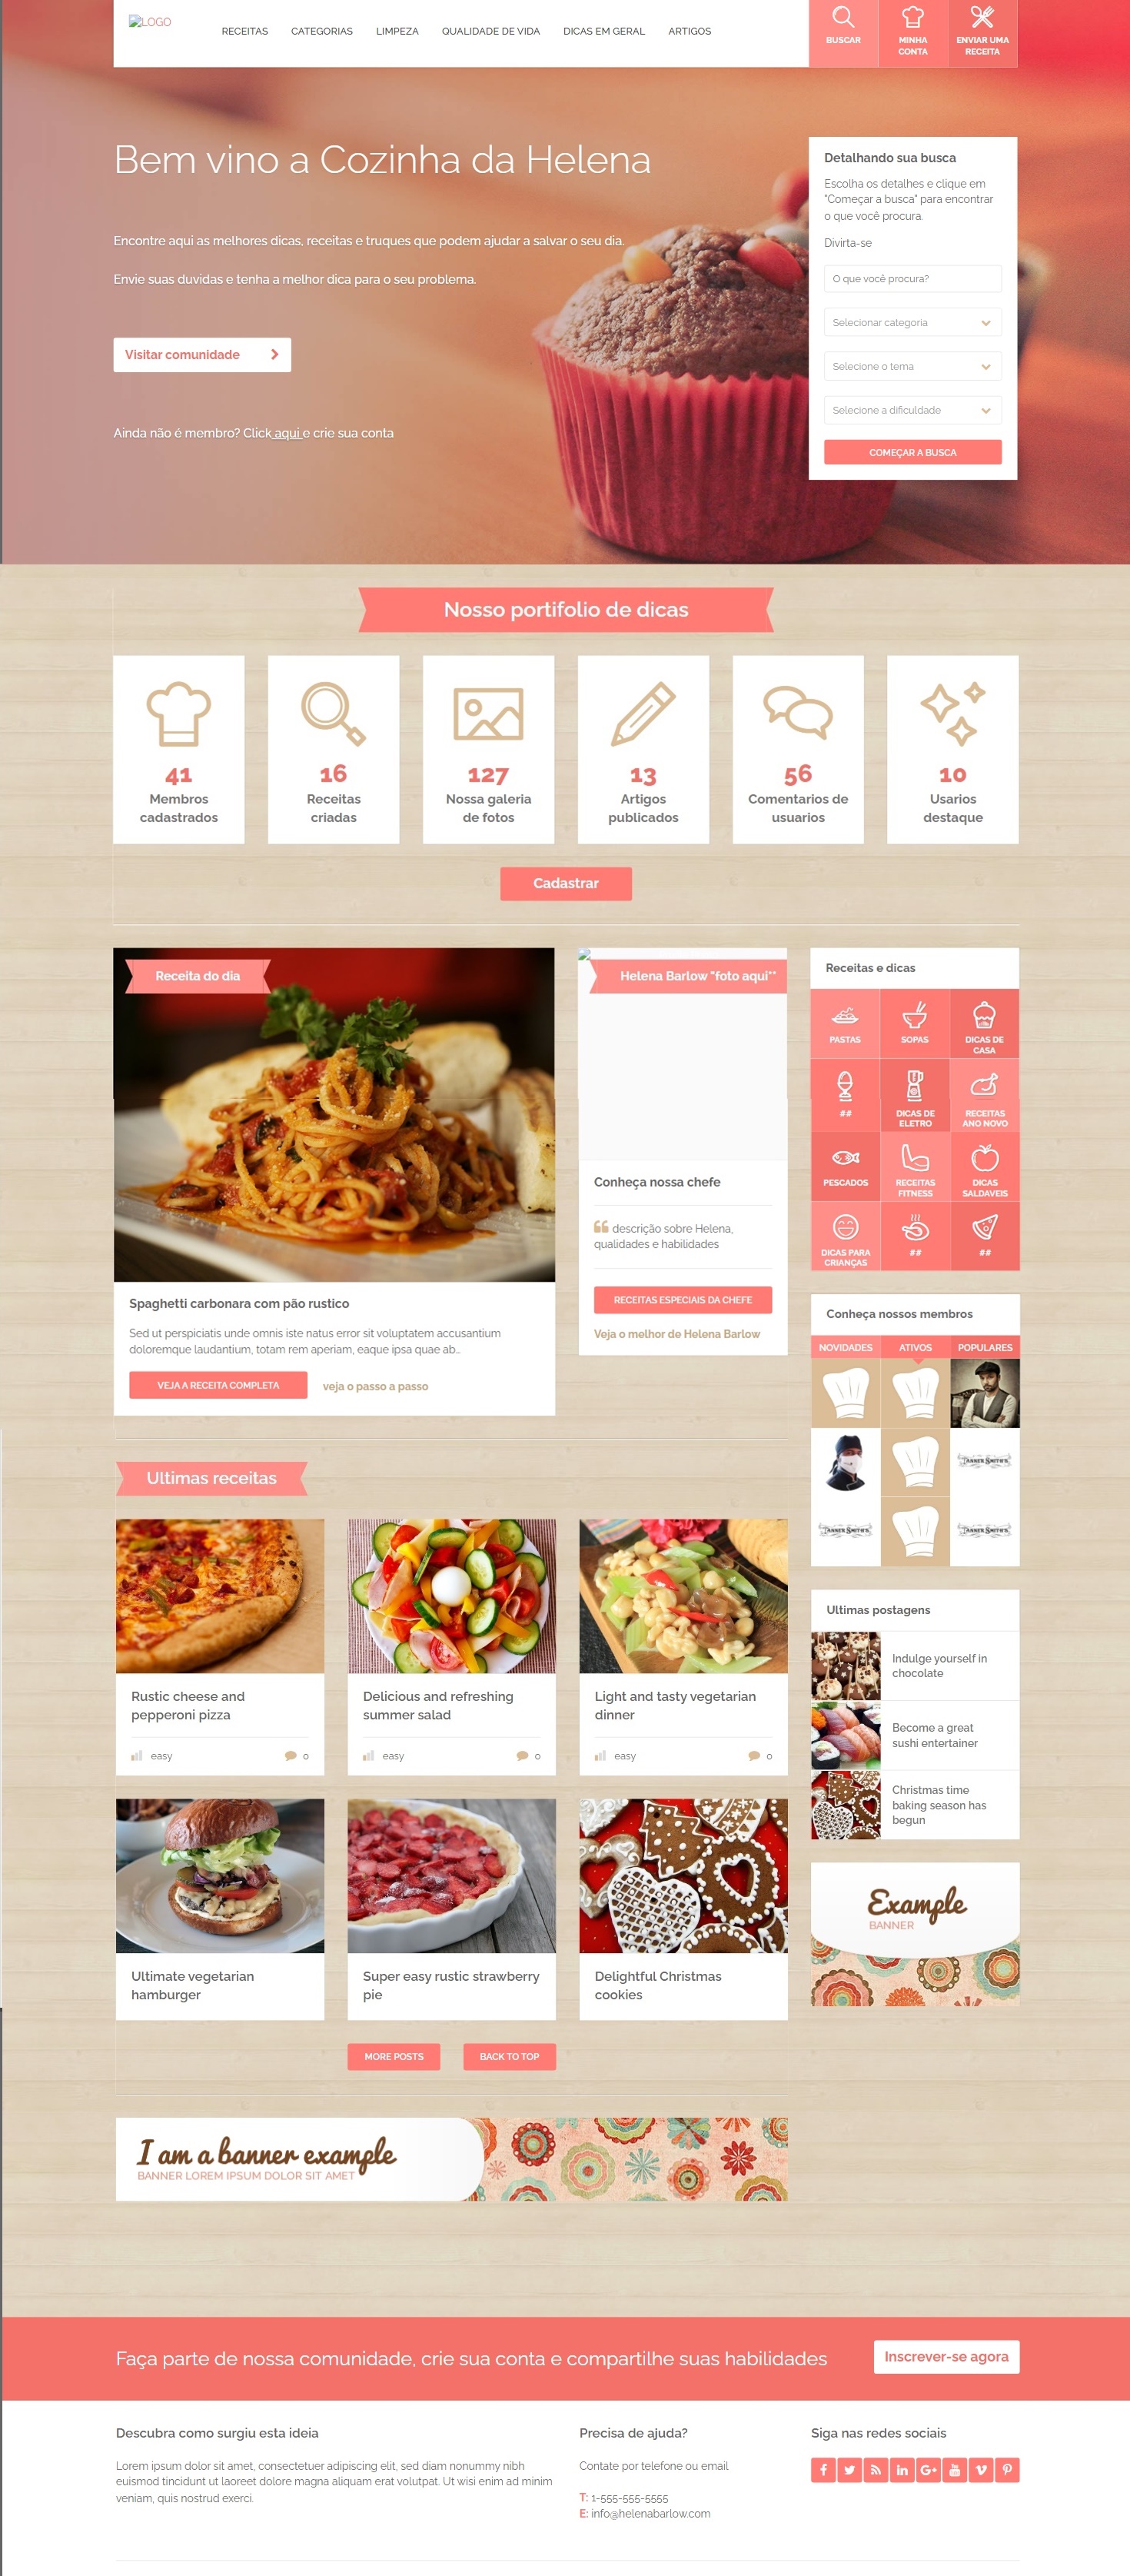 LOGO
RECEITAS
CATEGORIAS
LIMPEZA
QUALIDADE DE VIDA
DICAS EM GERAL
ARTIGOS
BUSCAR
MINHA
CONTA
ENVIAR UMA
RECEITA
Bem vino a Cozinha da Helena
Encontre aqui as melhores dicas, receitas e truques que podem ajudar a salvar o seu dia.
Envie suas duvidas e tenha a melhor dica para o seu problema.
Visitar comunidade
Ainda não é membro? Click aqui e crie sua conta
Detalhando sua busca
Escolha os detalhes e clique em
"Começar a busca" para encontrar
o que você procura.
Divirta-se
O que você procura?
Selecionar categoria
Selecione o tema
Selecione a dificuldade
COMEÇAR A BUSCA
Nosso portifolio de dicas
41
Membros
cadastrados
16
Receitas
criadas
127
Nossa galeria
de fotos
13
Artigos
publicados
56
Comentarios de
usuarios
10
Usarios
destaque
Cadastrar
Receita do dia
Spaghetti carbonara com pão rustico
Sed ut perspiciatis unde omnis iste natus error sit voluptatem accusantium
doloremque laudantium, totam rem aperiam, eaque ipsa quae ab...
VEJA A RECEITA COMPLETA
veja o passo a passo
Helena Barlow "foto aqui"*
Conheça nossa chefe
descrição sobre Helena,
qualidades e habilidades
RECEITAS ESPECIAIS DA CHEFE
Veja o melhor de Helena Barlow
Receitas e dicas
PASTAS
SOPAS
DICAS DE
CASA
##
DICAS DE
ELETRO
RECEITAS
ANO NOVO
PESCADOS
RECEITAS
FITNESS
DICAS
SALDAVEIS
DICAS PARA
CRIANÇAS
##
##
Conheça nossos membros
NOVIDADES
ATIVOS
POPULARES
TANNER SMITH'S
TANNER SMITH'S
TANNER SMITH'S
Ultimas receitas
Rustic cheese and
pepperoni pizza
easy
0
Delicious and refreshing
summer salad
easy
0
Light and tasty vegetarian
dinner
easy
0
Ultimate vegetarian
hamburger
Super easy rustic strawberry
pie
Delightful Christmas
cookies
MORE POSTS
BACK TO TOP
Ultimas postagens
Indulge yourself in
chocolate
Become a great
sushi entertainer
Christmas time
baking season has
begun
Example
BANNER
I am a banner example
BANNER LOREM IPSUM DOLOR SIT AMET
Faça parte de nossa comunidade, crie sua conta e compartilhe suas habilidades
Inscrever-se agora
Descubra como surgiu esta ideia
Lorem ipsum dolor sit amet, consectetuer adipiscing elit, sed diam nonummy nibh
euismod tincidunt ut laoreet dolore magna aliquam erat volutpat. Ut wisi enim ad minim
veniam, quis nostrud exerci.
Precisa de ajuda?
Contate por telefone ou email
T: 1-555-555-5555
E: info@helenabarlow.com
Siga nas redes sociais